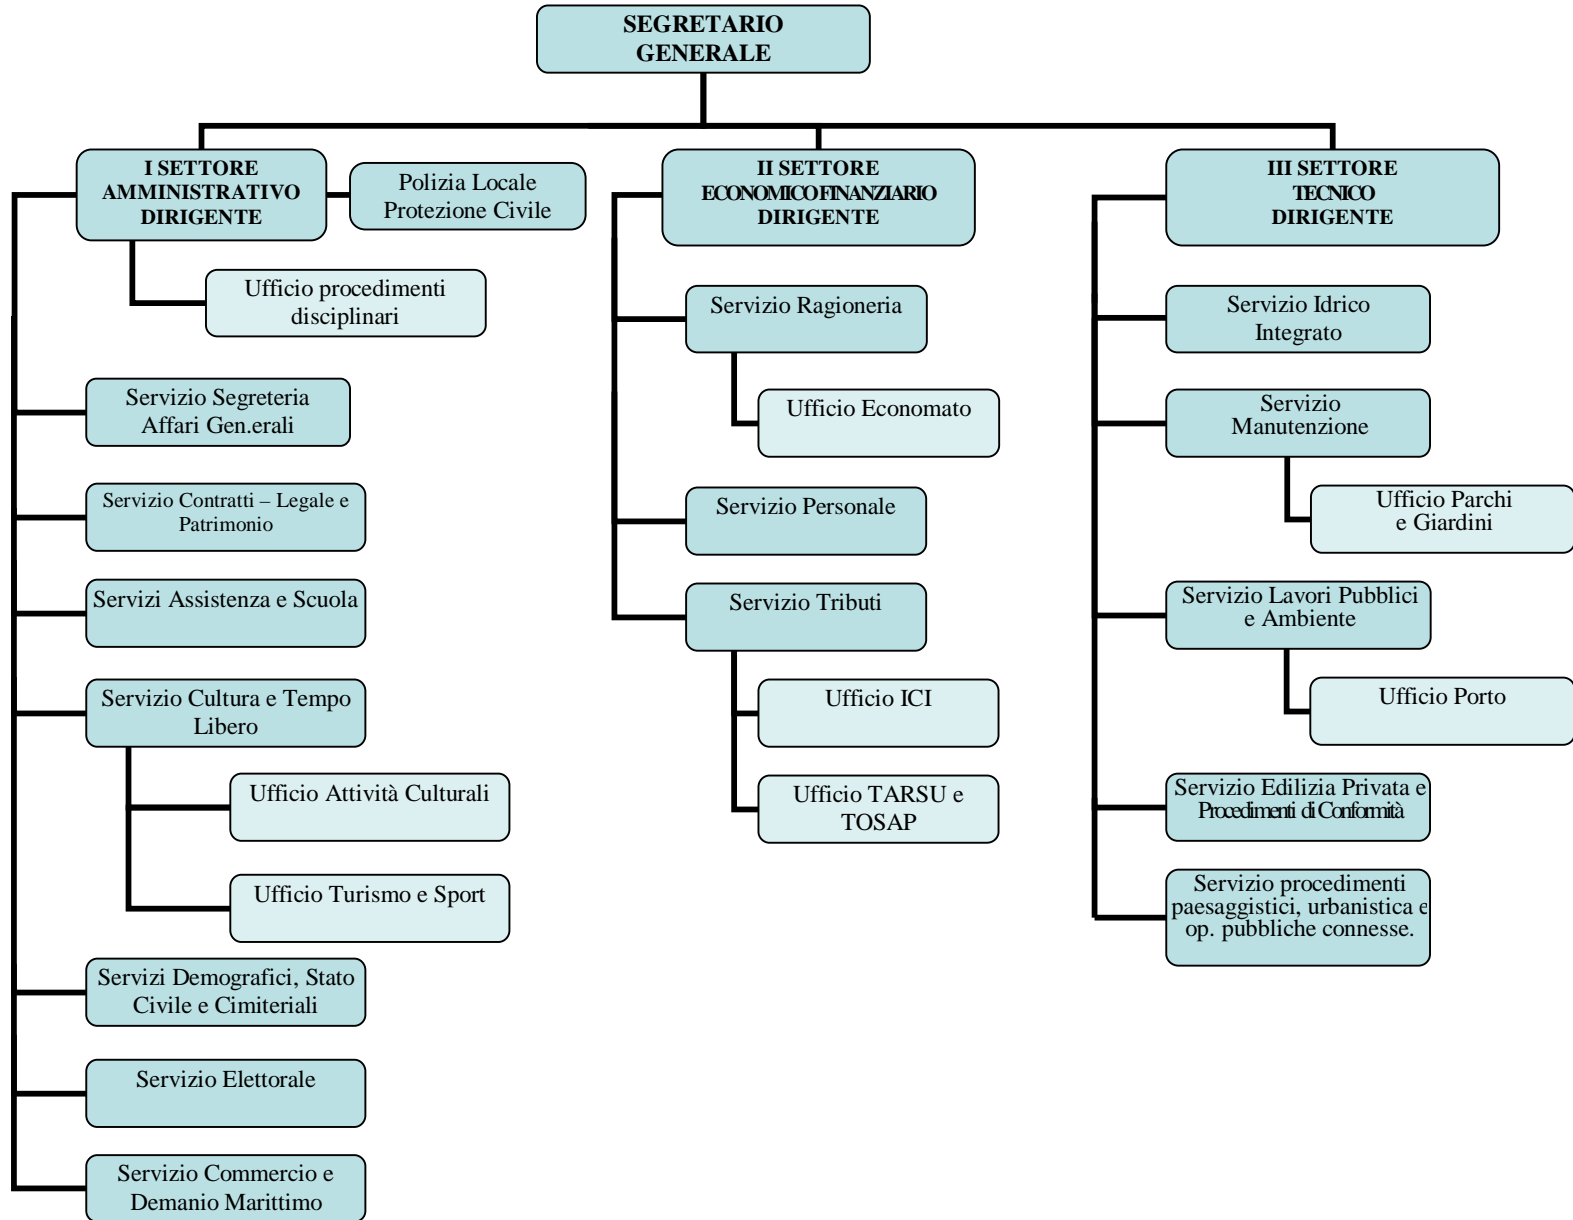 SEGRETARIO
GENERALE
I SETTORE
AMMINISTRATIVO
DIRIGENTE
Polizia Locale
Protezione Civile
Ufficio procedimenti
disciplinari
Servizio Segreteria
Affari Gen.erali
Servizio Contratti – Legale e
Patrimonio
Servizi Assistenza e Scuola
Servizio Cultura e Tempo
Libero
Ufficio Attività Culturali
Ufficio Turismo e Sport
Servizi Demografici, Stato
Civile e Cimiteriali
Servizio Elettorale
Servizio Commercio e
Demanio Marittimo
II SETTORE
ECONOMICO FINANZIARIO
DIRIGENTE
Servizio Ragioneria
Ufficio Economato
Servizio Personale
Servizio Tributi
Ufficio ICI
Ufficio TARSU e
TOSAP
III SETTORE
TECNICO
DIRIGENTE
Servizio Idrico
Integrato
Servizio
Manutenzione
Ufficio Parchi
e Giardini
Servizio Lavori Pubblici
e Ambiente
Ufficio Porto
Servizio Edilizia Privata e
Procedimenti di Conformità
Servizio procedimenti
paesaggistici, urbanistica e
op. pubbliche connesse.